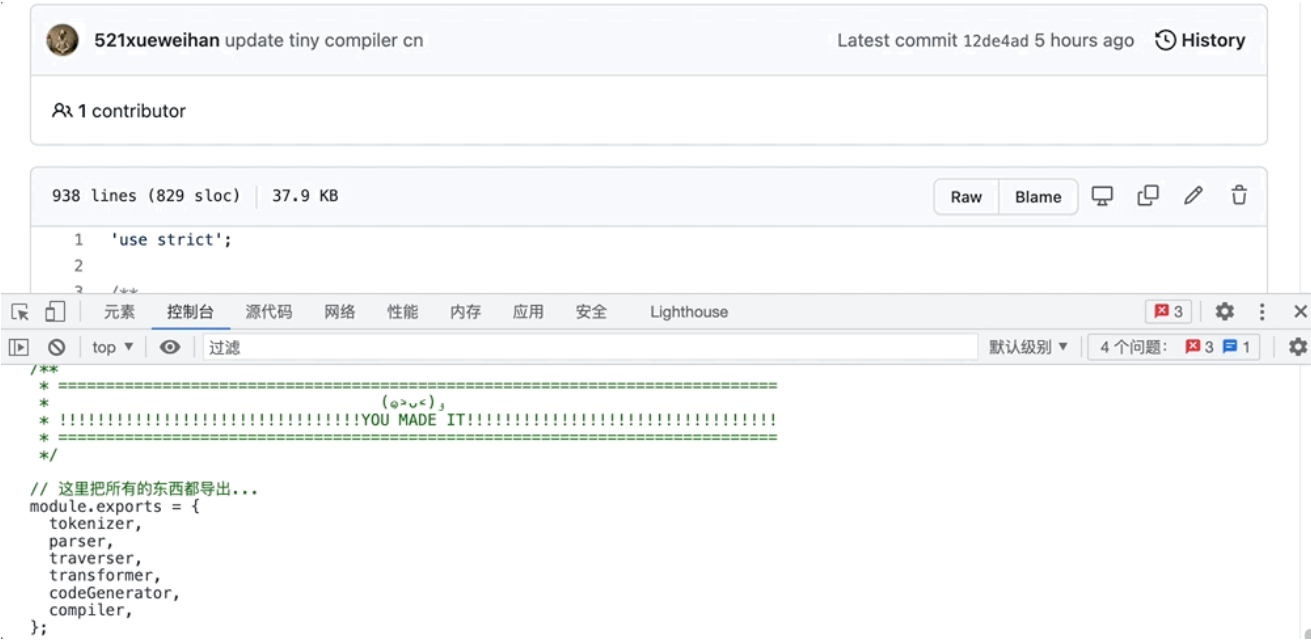 521xueweihan update tiny compiler cn Latest commit 12de4ad 5 hours ago History
1 contributor
938 lines (829 sloc) 37.9 KB Raw Blame
1 'use strict';
2
3 /**
元素 控制台 源代码 网络 性能 内存 应用 安全 Lighthouse 3
top ▼ 过滤 默认级别 ▼ 4 个问题: 3 1
/**
* ============================================================================
* (۶* ‘ヮ’)۶”
* !!!!!!!!!!!!!!!!!!!!!!!!!!!!!!!!YOU MADE IT!!!!!!!!!!!!!!!!!!!!!!!!!!!!!!!!!
* ============================================================================
*/
// 这里把所有的东西都导出...
module.exports = {
tokenizer,
parser,
traverser,
transformer,
codeGenerator,
compiler,
};